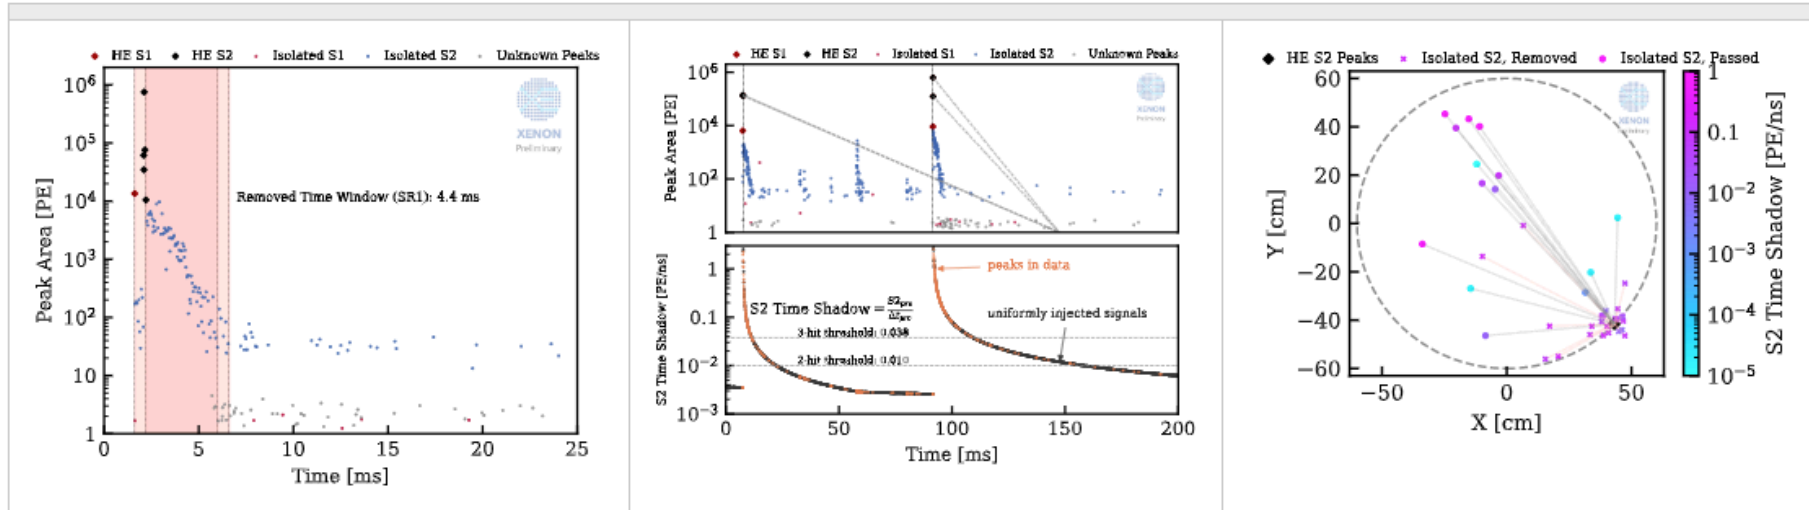 HE S1 HE S2 Isolated S1 Isolated S2 Unknown Peaks
10^6
10^5
10^4
10^3
10^2
10
1
Peak Area [PE]
XENON
Preliminary
Removed Time Window (SR1): 4.4 ms
0 5 10 15 20 25
Time [ms]
HE S1 HE S2 Isolated S1 Isolated S2 Unknown Peaks
10^6
10^4
10^2
1
Peak Area [PE]
XENON
Preliminary
1
0.1
10^−2
10^−3
S2 Time Shadow [PE/ns]
peaks in data
S2 Time Shadow = S2_pre / Δt_pre
uniformly injected signals
3-hit threshold: 0.038
2-hit threshold: 0.010
0 50 100 150 200
Time [ms]
HE S2 Peaks Isolated S2, Removed Isolated S2, Passed
60
40
20
0
−20
−40
−60
Y [cm]
XENON
Preliminary
−50 0 50
X [cm]
1
0.1
10^−2
10^−3
10^−4
10^−5
S2 Time Shadow [PE/ns]